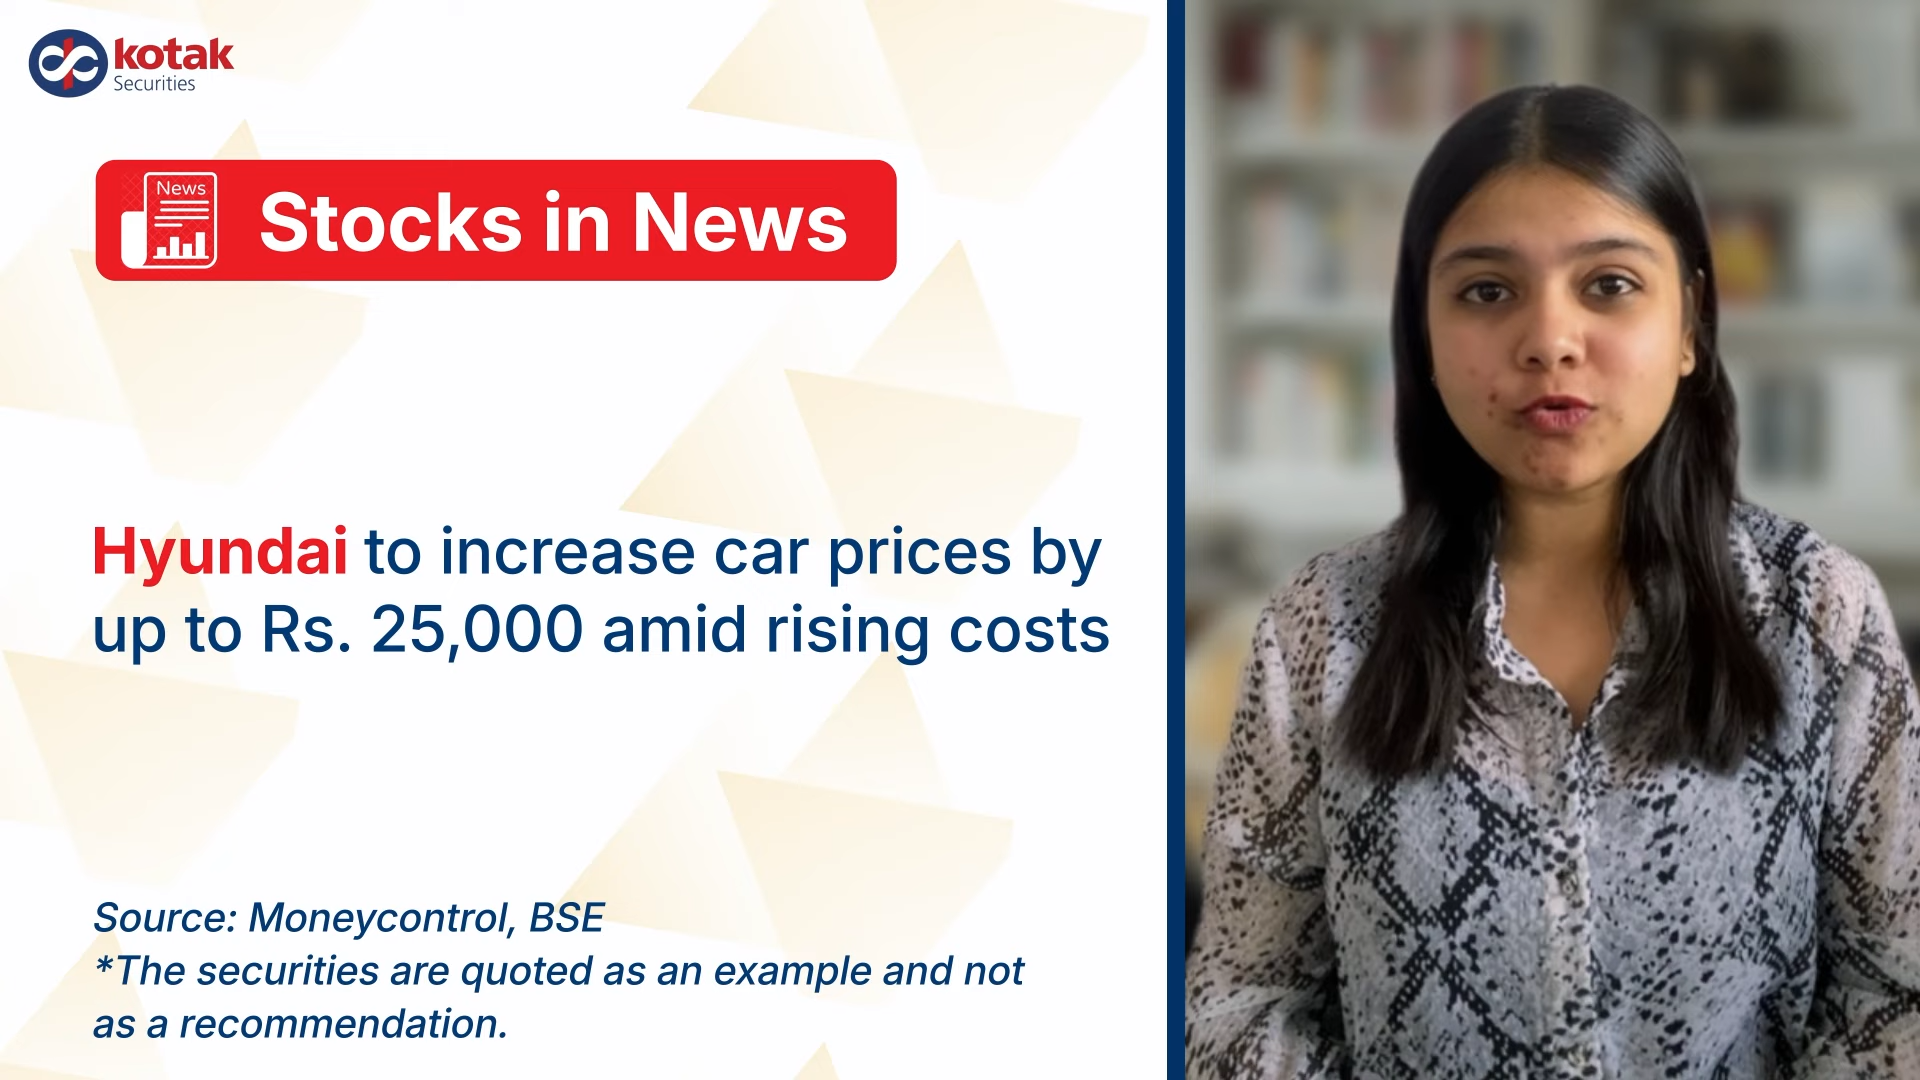 kotak
Securities
News
Stocks in News
Hyundai to increase car prices by
up to Rs. 25,000 amid rising costs
Source: Moneycontrol, BSE
*The securities are quoted as an example and not
as a recommendation.